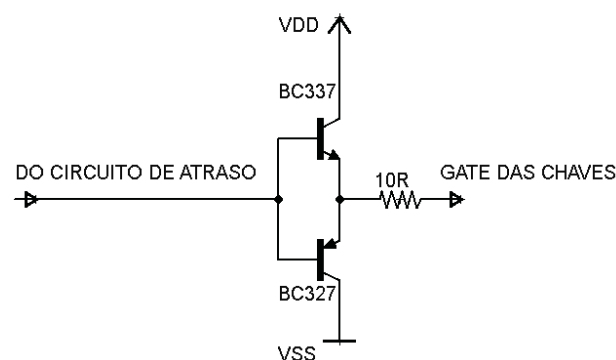 VDD
BC337
DO CIRCUITO DE ATRASO
10R
GATE DAS CHAVES
BC327
VSS